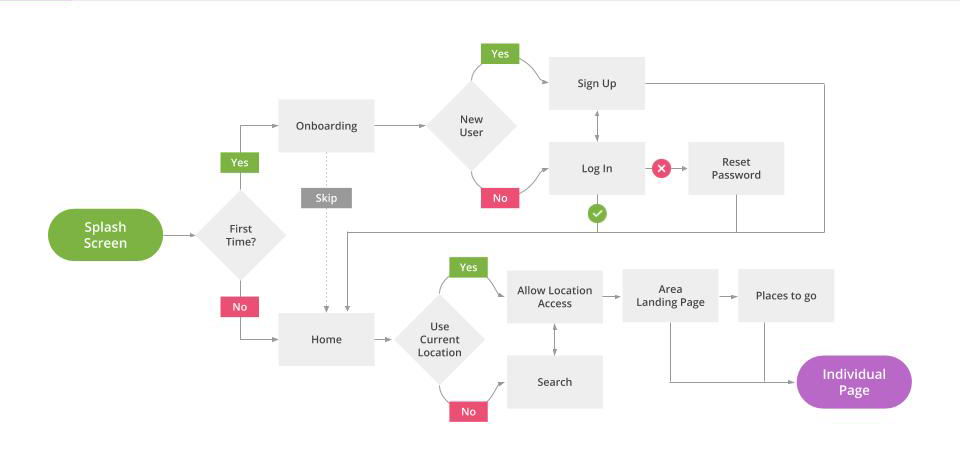 Splash
Screen
First
Time?
Yes
No
Onboarding
Skip
Home
New
User
Yes
No
Sign Up
Log In
Reset
Password
Use
Current
Location
Yes
No
Allow Location
Access
Search
Area
Landing Page
Places to go
Individual
Page